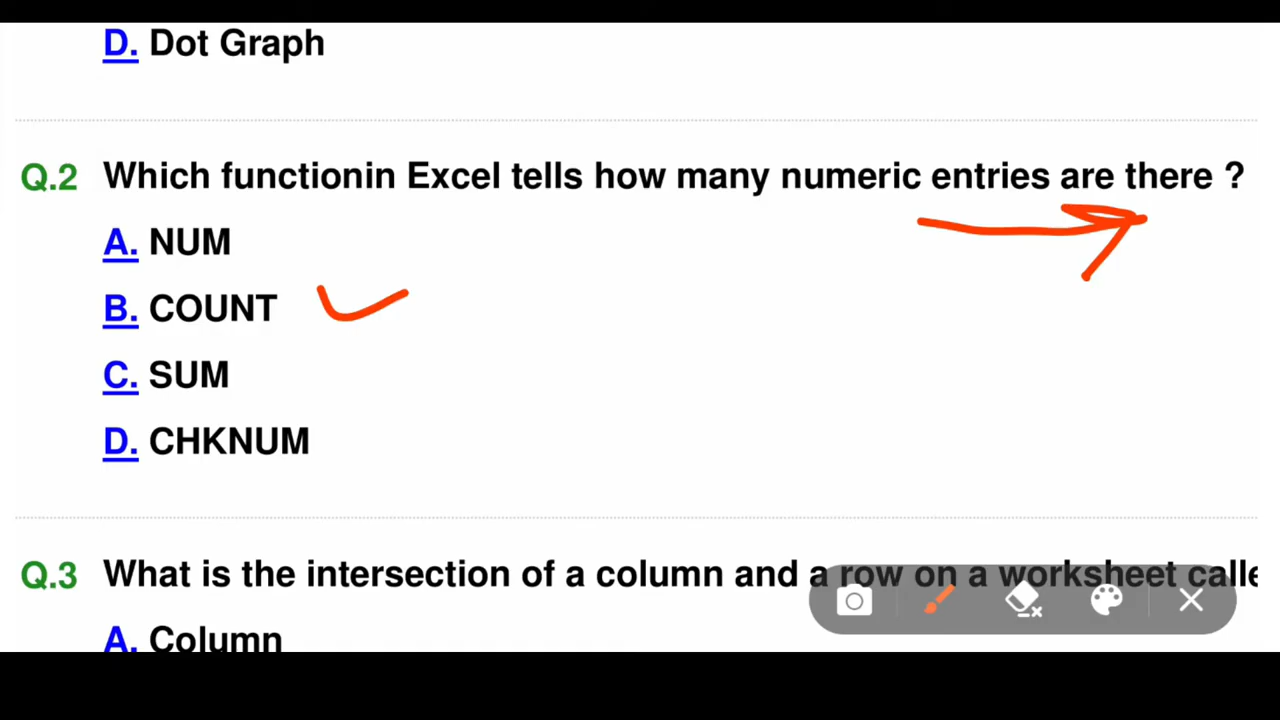 D. Dot Graph
Q.2 Which functionin Excel tells how many numeric entries are there ?
A. NUM
B. COUNT
C. SUM
D. CHKNUM
Q.3 What is the intersection of a column and a row on a worksheet calle
A. Column